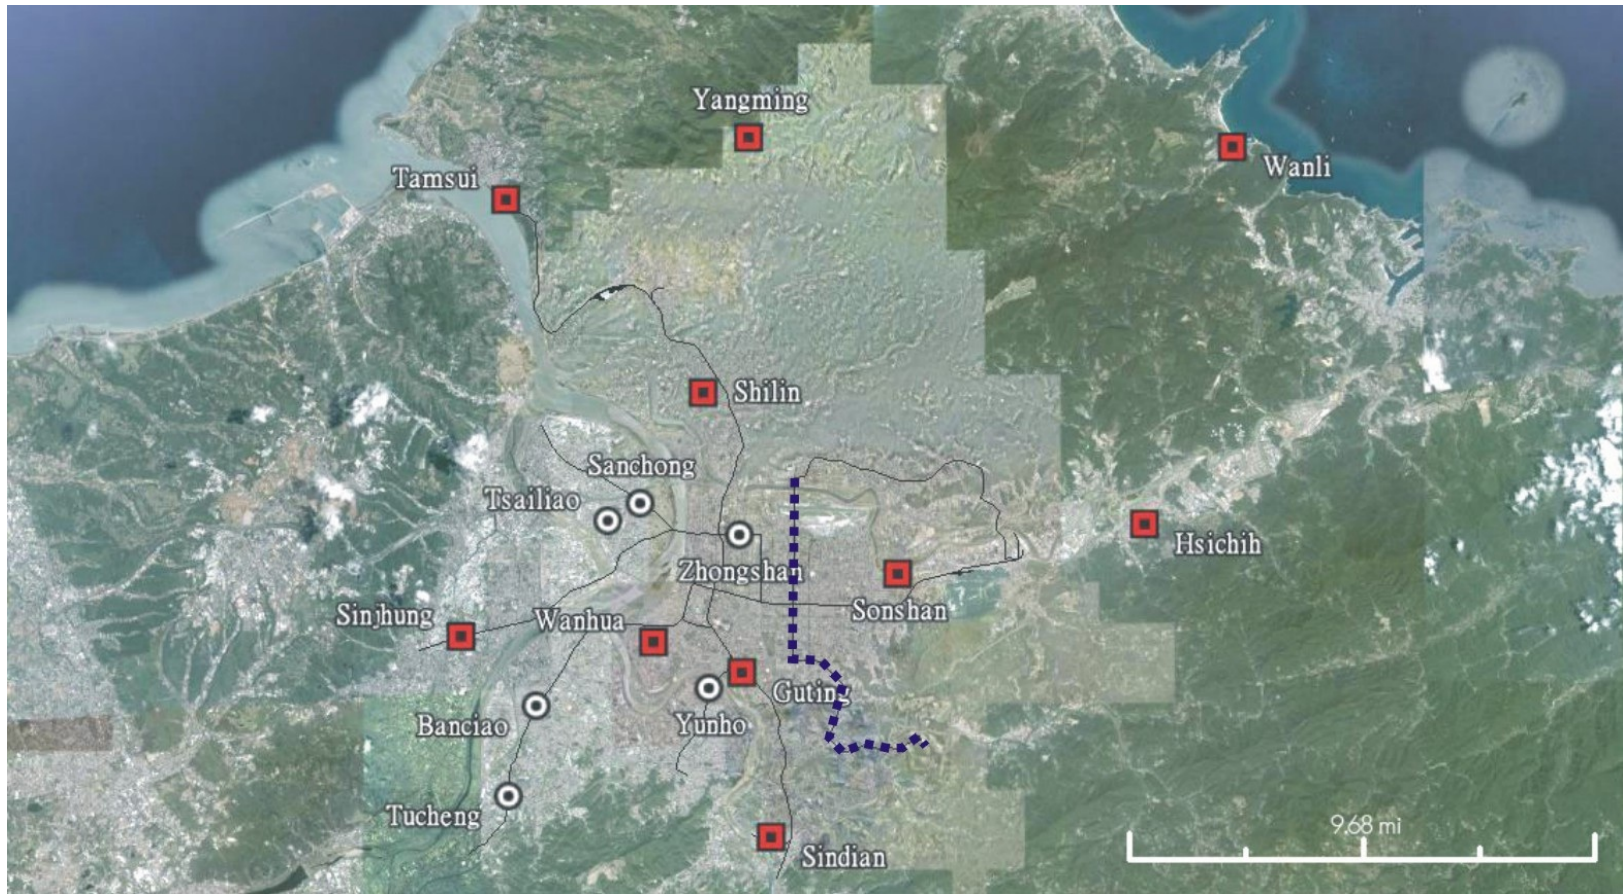 Yangming
Wanli
Tamsui
Shilin
Sanchong
Tsailiao
Hsichih
Zhongshan
Sonshan
Sinjhung
Wanhua
Guting
Banciao
Yunho
Tucheng
Sindian
9.68 mi